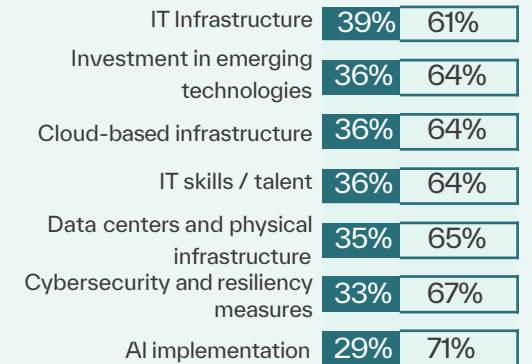 IT Infrastructure 39% 61%
Investment in emerging
technologies 36% 64%
Cloud-based infrastructure 36% 64%
IT skills / talent 36% 64%
Data centers and physical
infrastructure 35% 65%
Cybersecurity and resiliency
measures 33% 67%
AI implementation 29% 71%